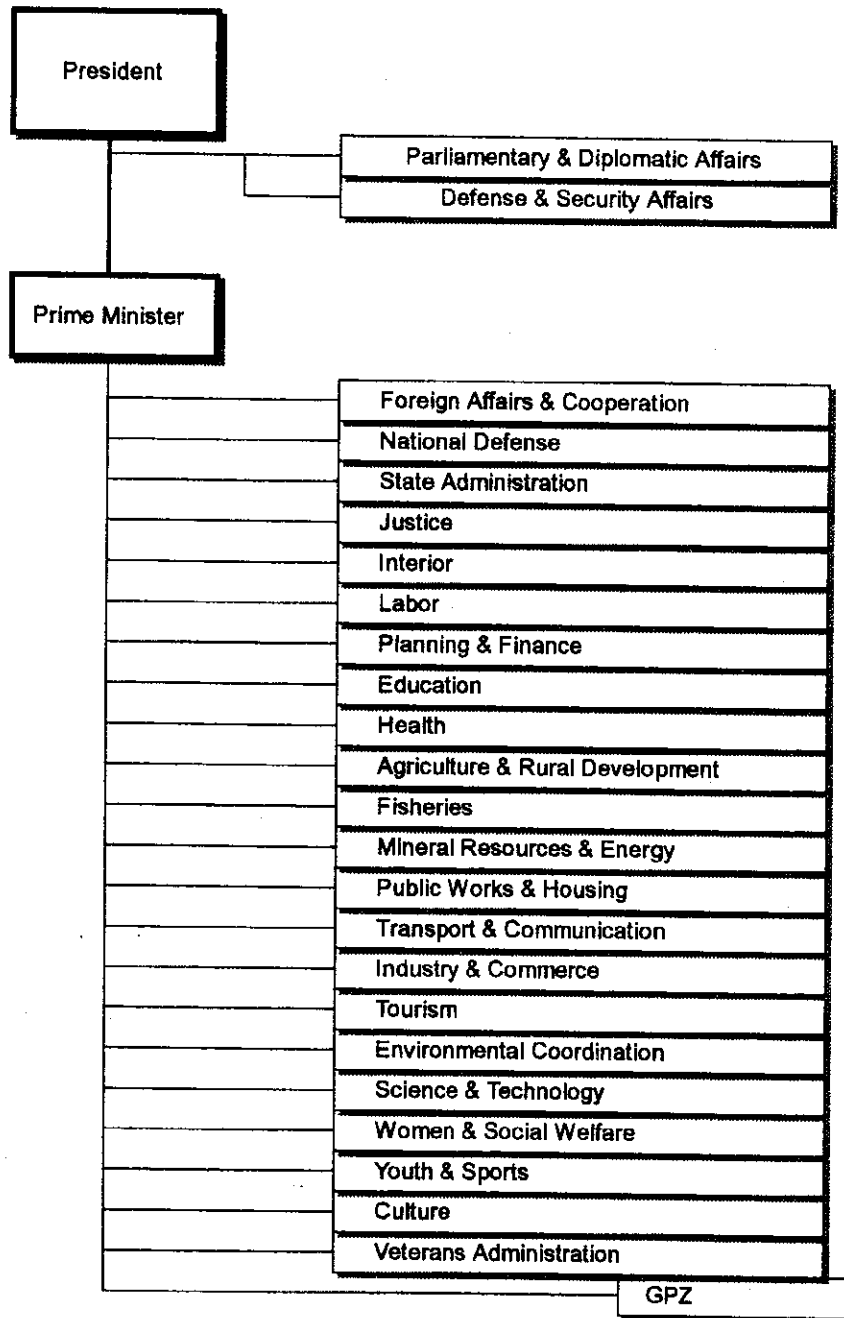 President
Parliamentary & Diplomatic Affairs
Defense & Security Affairs
Prime Minister
Foreign Affairs & Cooperation
National Defense
State Administration
Justice
Interior
Labor
Planning & Finance
Education
Health
Agriculture & Rural Development
Fisheries
Mineral Resources & Energy
Public Works & Housing
Transport & Communication
Industry & Commerce
Tourism
Environmental Coordination
Science & Technology
Women & Social Welfare
Youth & Sports
Culture
Veterans Administration
GPZ